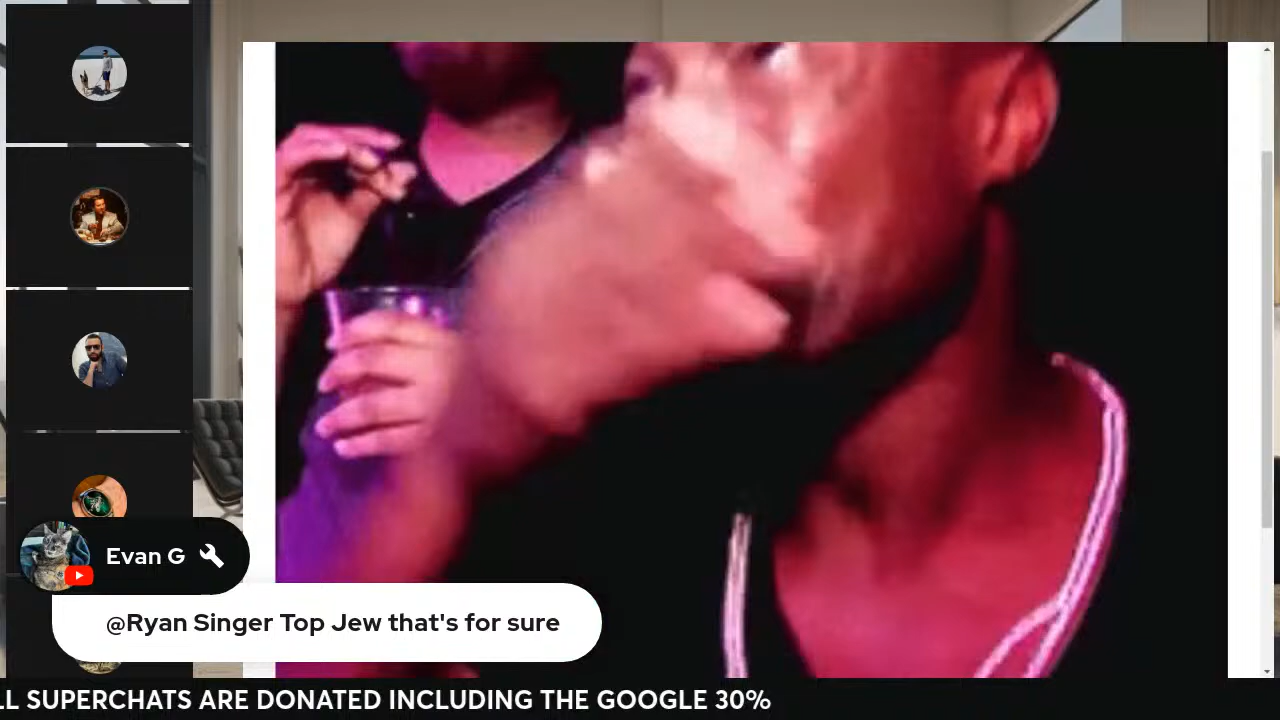 Evan G
@Ryan Singer Top Jew that's for sure
LL SUPERCHATS ARE DONATED INCLUDING THE GOOGLE 30%